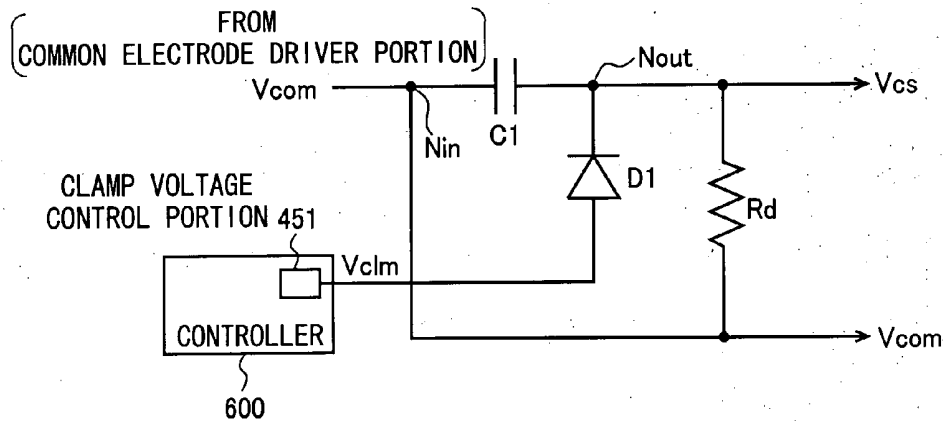 FROM
COMMON ELECTRODE DRIVER PORTION
Vcom
Nout
Vcs
C1
Nin
D1
Rd
CLAMP VOLTAGE
CONTROL PORTION 451
Vclm
CONTROLLER
Vcom
600